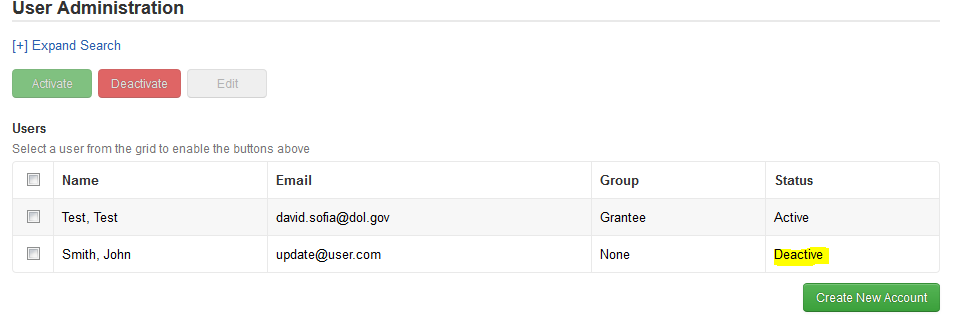 User Administration
[+] Expand Search
Activate Deactivate Edit
Users
Select a user from the grid to enable the buttons above
Name Email Group Status
Test, Test david.sofia@dol.gov Grantee Active
Smith, John update@user.com None Deactive
Create New Account